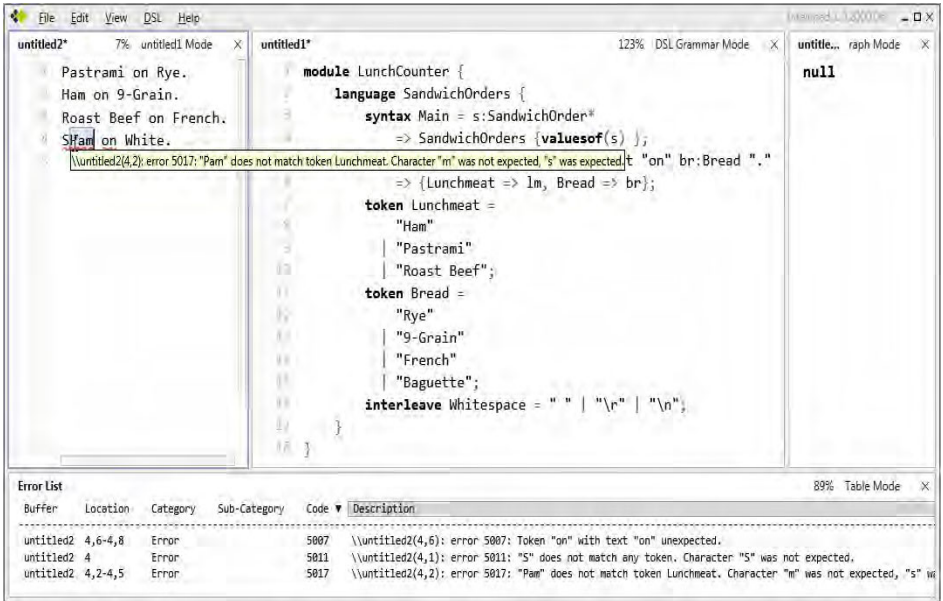 File Edit View DSL Help
untitled2* 7% untitled1 Mode X
Pastrami on Rye.
Ham on 9-Grain.
Roast Beef on French.
SHam on White.
\\untitled2(4,2): error 5017: "Pam" does not match token Lunchmeat. Character "m" was not expected, "s" was expected.
untitled1* 123% DSL Grammar Mode X
module LunchCounter {
language SandwichOrders {
syntax Main = s:SandwichOrder*
=> SandwichOrders {valuesof(s) };
t "on" br:Bread "."
=> {Lunchmeat => lm, Bread => br};
token Lunchmeat =
"Ham"
| "Pastrami"
| "Roast Beef";
token Bread =
"Rye"
| "9-Grain"
| "French"
| "Baguette";
interleave Whitespace = " " | "\r" | "\n";
}
}
untitle... raph Mode X
null
Error List 89% Table Mode X
Buffer Location Category Sub-Category Code ▼ Description
untitled2 4,6-4,8 Error 5007 \\untitled2(4,6): error 5007: Token "on" with text "on" unexpected.
untitled2 4 Error 5011 \\untitled2(4,1): error 5011: "S" does not match any token. Character "S" was not expected.
untitled2 4,2-4,5 Error 5017 \\untitled2(4,2): error 5017: "Pam" does not match token Lunchmeat. Character "m" was not expected, "s"